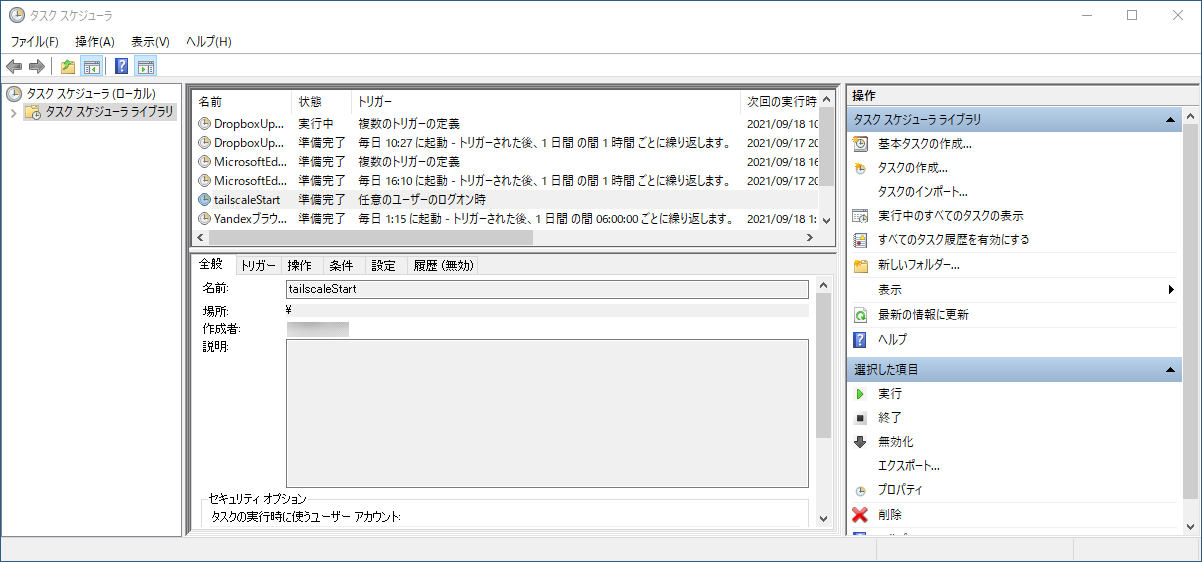 タスク スケジューラ
ファイル(F) 操作(A) 表示(V) ヘルプ(H)
タスク スケジューラ (ローカル)
タスク スケジューラ ライブラリ
名前 状態 トリガー 次回の実行時
DropboxUp... 実行中 複数のトリガーの定義 2021/09/18 10
DropboxUp... 準備完了 毎日 10:27 に起動 - トリガーされた後、1 日間 の間 1 時間 ごとに繰り返します。 2021/09/17 20
MicrosoftEd... 準備完了 複数のトリガーの定義 2021/09/18 16
MicrosoftEd... 準備完了 毎日 16:10 に起動 - トリガーされた後、1 日間 の間 1 時間 ごとに繰り返します。 2021/09/17 20
tailscaleStart 準備完了 任意のユーザーのログオン時
Yandexブラウ... 準備完了 毎日 1:15 に起動 - トリガーされた後、1 日間 の間 06:00:00 ごとに繰り返します。 2021/09/18 1:
全般 トリガー 操作 条件 設定 履歴 (無効)
名前: tailscaleStart
場所: ¥
作成者:
説明:
セキュリティ オプション
タスクの実行時に使うユーザー アカウント:
操作
タスク スケジューラ ライブラリ
基本タスクの作成...
タスクの作成...
タスクのインポート...
実行中のすべてのタスクの表示
すべてのタスク履歴を有効にする
新しいフォルダー...
表示
最新の情報に更新
ヘルプ
選択した項目
実行
終了
無効化
エクスポート...
プロパティ
削除